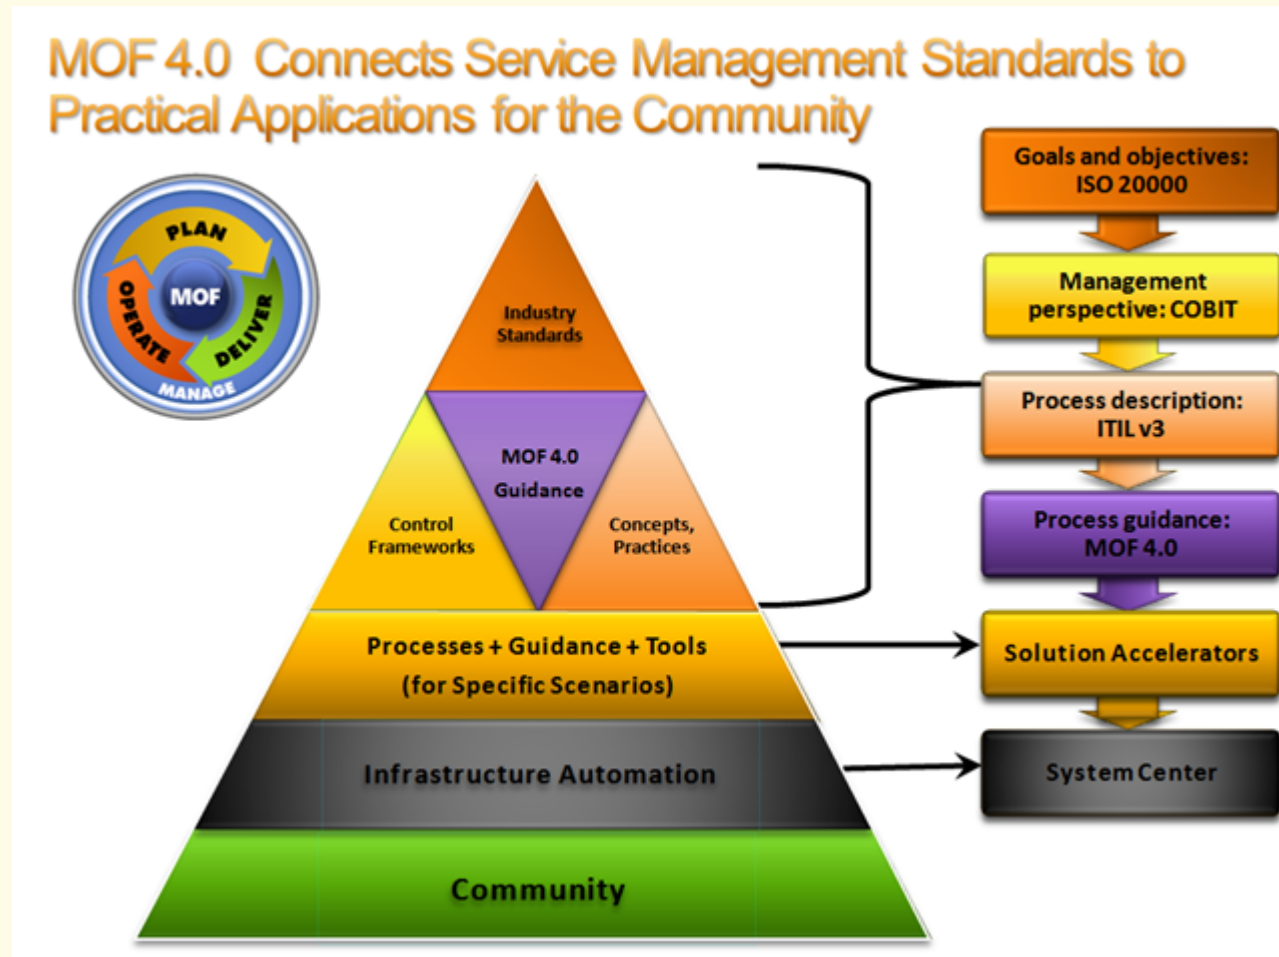 MOF 4.0 Connects Service Management Standards to
Practical Applications for the Community
PLAN
DELIVER
OPERATE
MOF
MANAGE
Industry
Standards
MOF 4.0
Guidance
Control
Frameworks
Concepts,
Practices
Processes + Guidance + Tools
(for Specific Scenarios)
Infrastructure Automation
Community
Goals and objectives:
ISO 20000
Management
perspective: COBIT
Process description:
ITIL v3
Process guidance:
MOF 4.0
Solution Accelerators
System Center